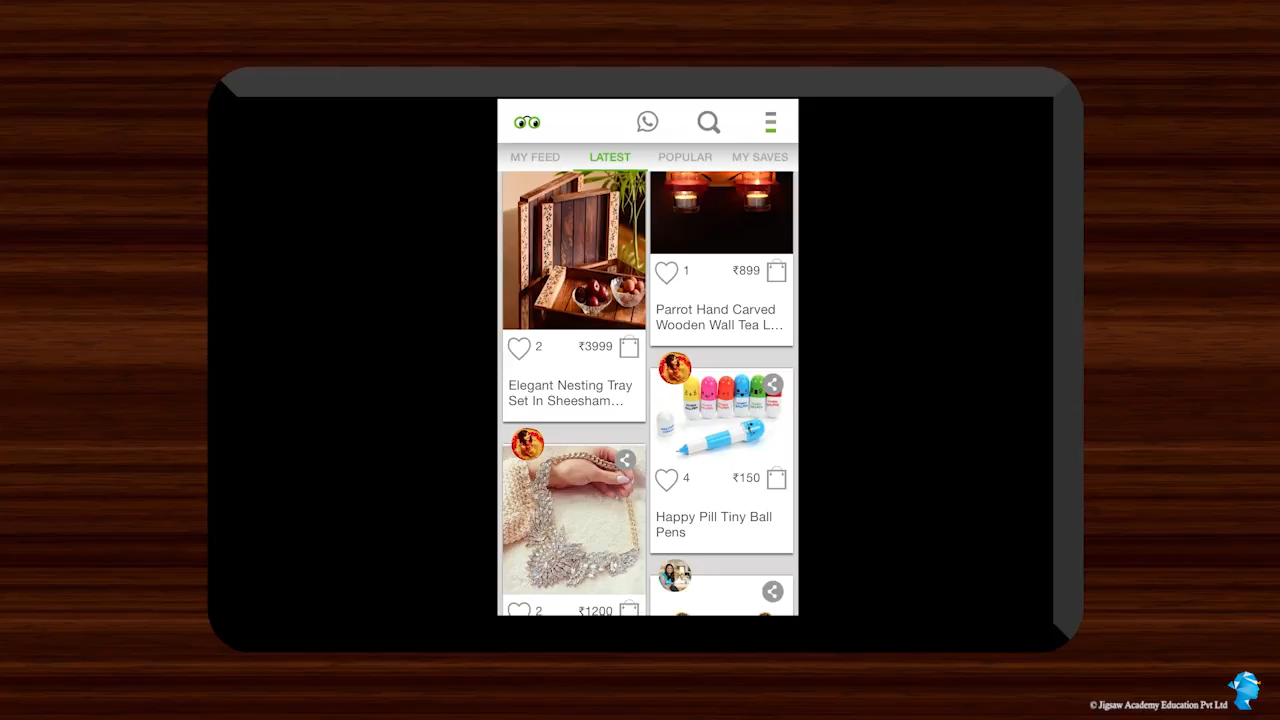 MY FEED LATEST POPULAR MY SAVES
2 ₹3999
Elegant Nesting Tray
Set In Sheesham...
2 ₹1200
1 ₹899
Parrot Hand Carved
Wooden Wall Tea L...
4 ₹150
Happy Pill Tiny Ball
Pens
© Jigsaw Academy Education Pvt Ltd